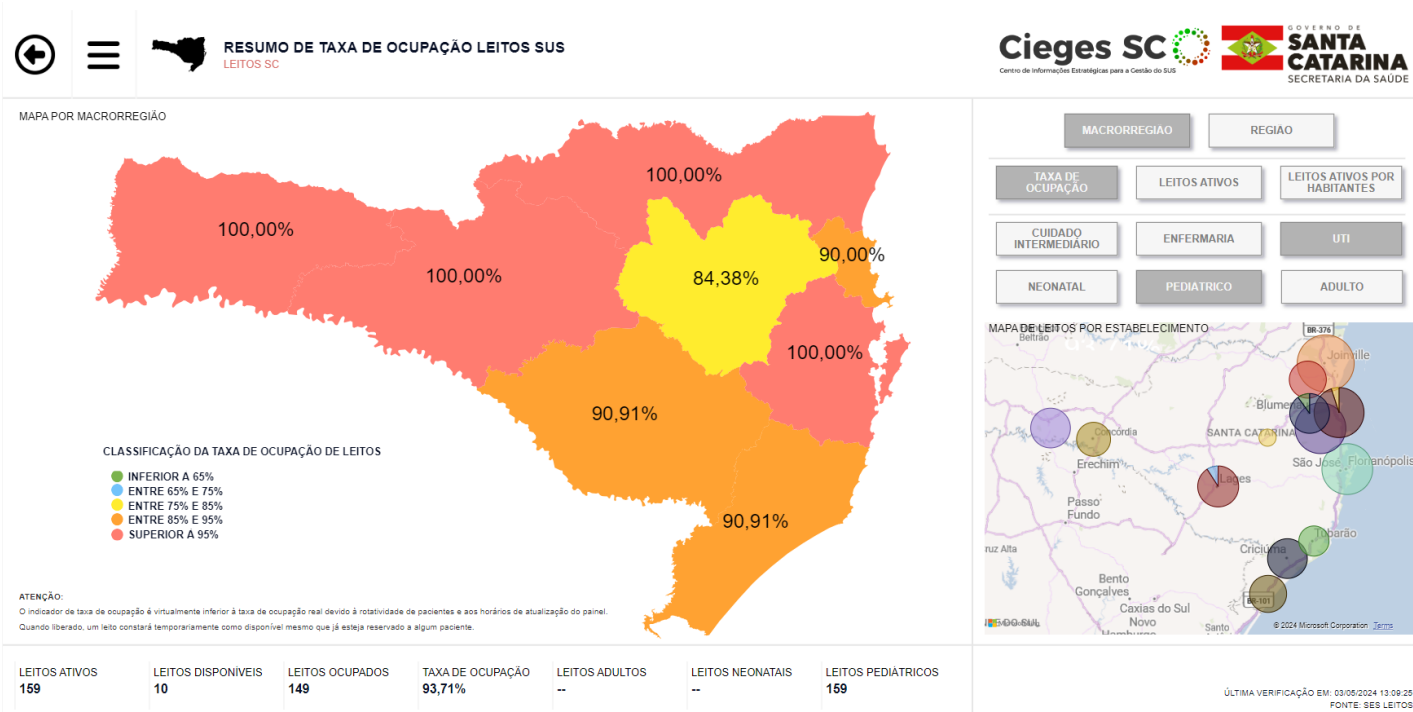 RESUMO DE TAXA DE OCUPAÇÃO LEITOS SUS
LEITOS SC
Cieges SC
Centro de Informações Estratégicas para a Gestão do SUS
GOVERNO DE
SANTA
CATARINA
SECRETARIA DA SAÚDE
MAPA POR MACRORREGIÃO
100,00%
100,00%
100,00%
90,00%
84,38%
100,00%
90,91%
90,91%
CLASSIFICAÇÃO DA TAXA DE OCUPAÇÃO DE LEITOS
INFERIOR A 65%
ENTRE 65% E 75%
ENTRE 75% E 85%
ENTRE 85% E 95%
SUPERIOR A 95%
ATENÇÃO:
O indicador de taxa de ocupação é virtualmente inferior à taxa de ocupação real devido à rotatividade de pacientes e aos horários de atualização do painel.
Quando liberado, um leito constará temporariamente como disponível mesmo que já esteja reservado a algum paciente.
MACRORREGIAO
REGIÃO
TAXA DE
OCUPAÇÃO
LEITOS ATIVOS
LEITOS ATIVOS POR
HABITANTES
CUIDADO
INTERMEDIÁRIO
ENFERMARIA
UTI
NEONATAL
PEDIATRICO
ADULTO
MAPA DE LEITOS POR ESTABELECIMENTO
Beltrão
BR-376
Joinville
Blumena
Concórdia
SANTA CATARINA
Erechim
São José
Florianópolis
Lages
Passo
Fundo
Tubarão
Criciúma
ruz Alta
Bento
Gonçalves
BR-101
Caxias do Sul
Novo
Hamburgo
Santo
© 2024 Microsoft Corporation Terms
LEITOS ATIVOS
159
LEITOS DISPONÍVEIS
10
LEITOS OCUPADOS
149
TAXA DE OCUPAÇÃO
93,71%
LEITOS ADULTOS
--
LEITOS NEONATAIS
--
LEITOS PEDIÀTRICOS
159
ÚLTIMA VERIFICAÇÃO EM: 03/05/2024 13:09:25
FONTE: SES LEITOS